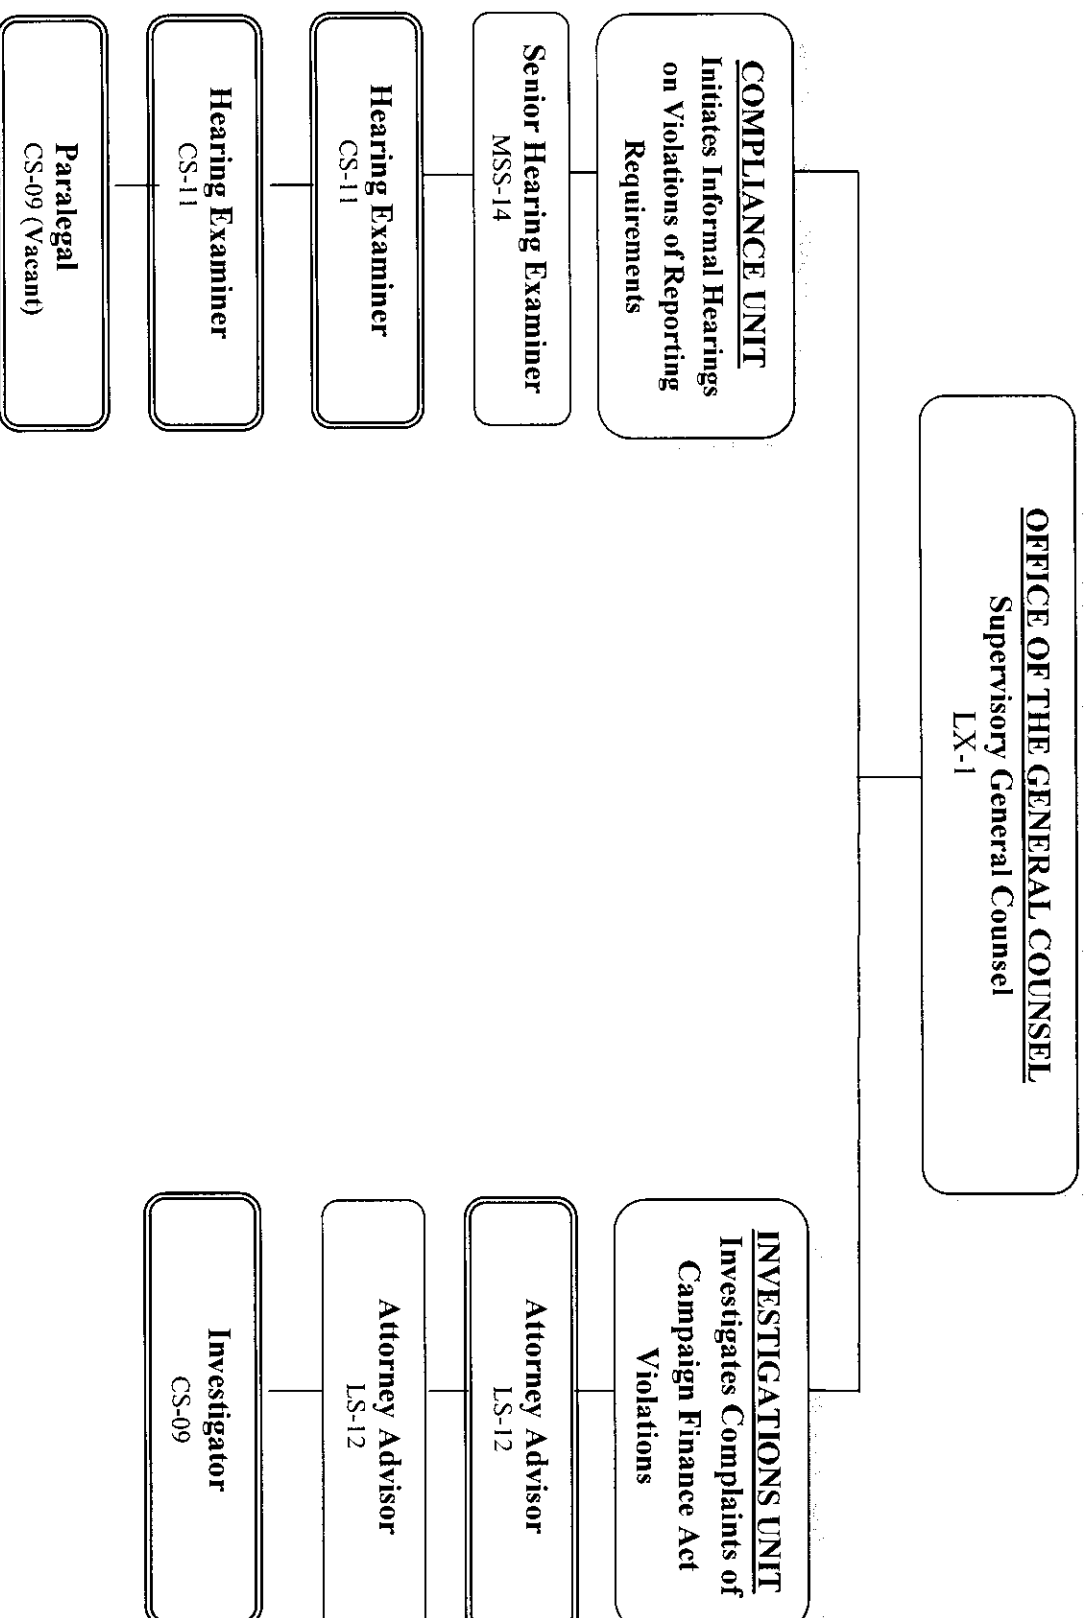 OFFICE OF THE GENERAL COUNSEL
Supervisory General Counsel
LX-1
COMPLIANCE UNIT
Initiates Informal Hearings
on Violations of Reporting
Requirements
Senior Hearing Examiner
MSS-14
Hearing Examiner
CS-11
Hearing Examiner
CS-11
Paralegal
CS-09 (Vacant)
INVESTIGATIONS UNIT
Investigates Complaints of
Campaign Finance Act
Violations
Attorney Advisor
LS-12
Attorney Advisor
LS-12
Investigator
CS-09